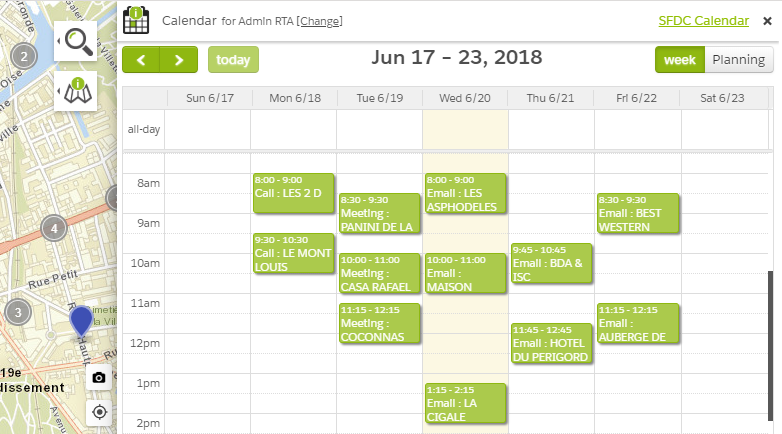 Calendar for Admin RTA [Change]
SFDC Calendar ×
today
Jun 17 – 23, 2018
week Planning
Sun 6/17 Mon 6/18 Tue 6/19 Wed 6/20 Thu 6/21 Fri 6/22 Sat 6/23
all-day
8am
9am
10am
11am
12pm
1pm
2pm
8:00 - 9:00
Call : LES 2 D
9:30 - 10:30
Call : LE MONT
LOUIS
8:30 - 9:30
Meeting :
PANINI DE LA
10:00 - 11:00
Meeting :
CASA RAFAEL
11:15 - 12:15
Meeting :
COCONNAS
8:00 - 9:00
Email : LES
ASPHODELES
10:00 - 11:00
Email :
MAISON
1:15 - 2:15
Email : LA
CIGALE
9:45 - 10:45
Email : BDA &
ISC
11:45 - 12:45
Email : HOTEL
DU PERIGORD
8:30 - 9:30
Email : BEST
WESTERN
11:15 - 12:15
Email :
AUBERGE DE
2
4
3
Oise
Rue Petit
19e
dissement
Avenu